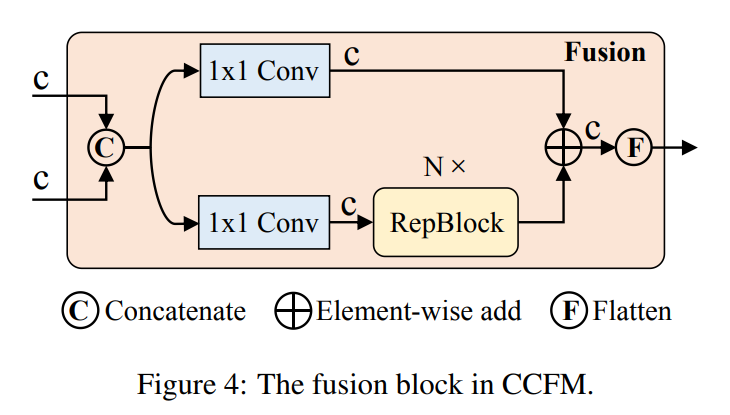 Fusion
c
1x1 Conv
c
C
c
F
N ×
c
1x1 Conv
c
RepBlock
C Concatenate
Element-wise add
F Flatten
Figure 4: The fusion block in CCFM.